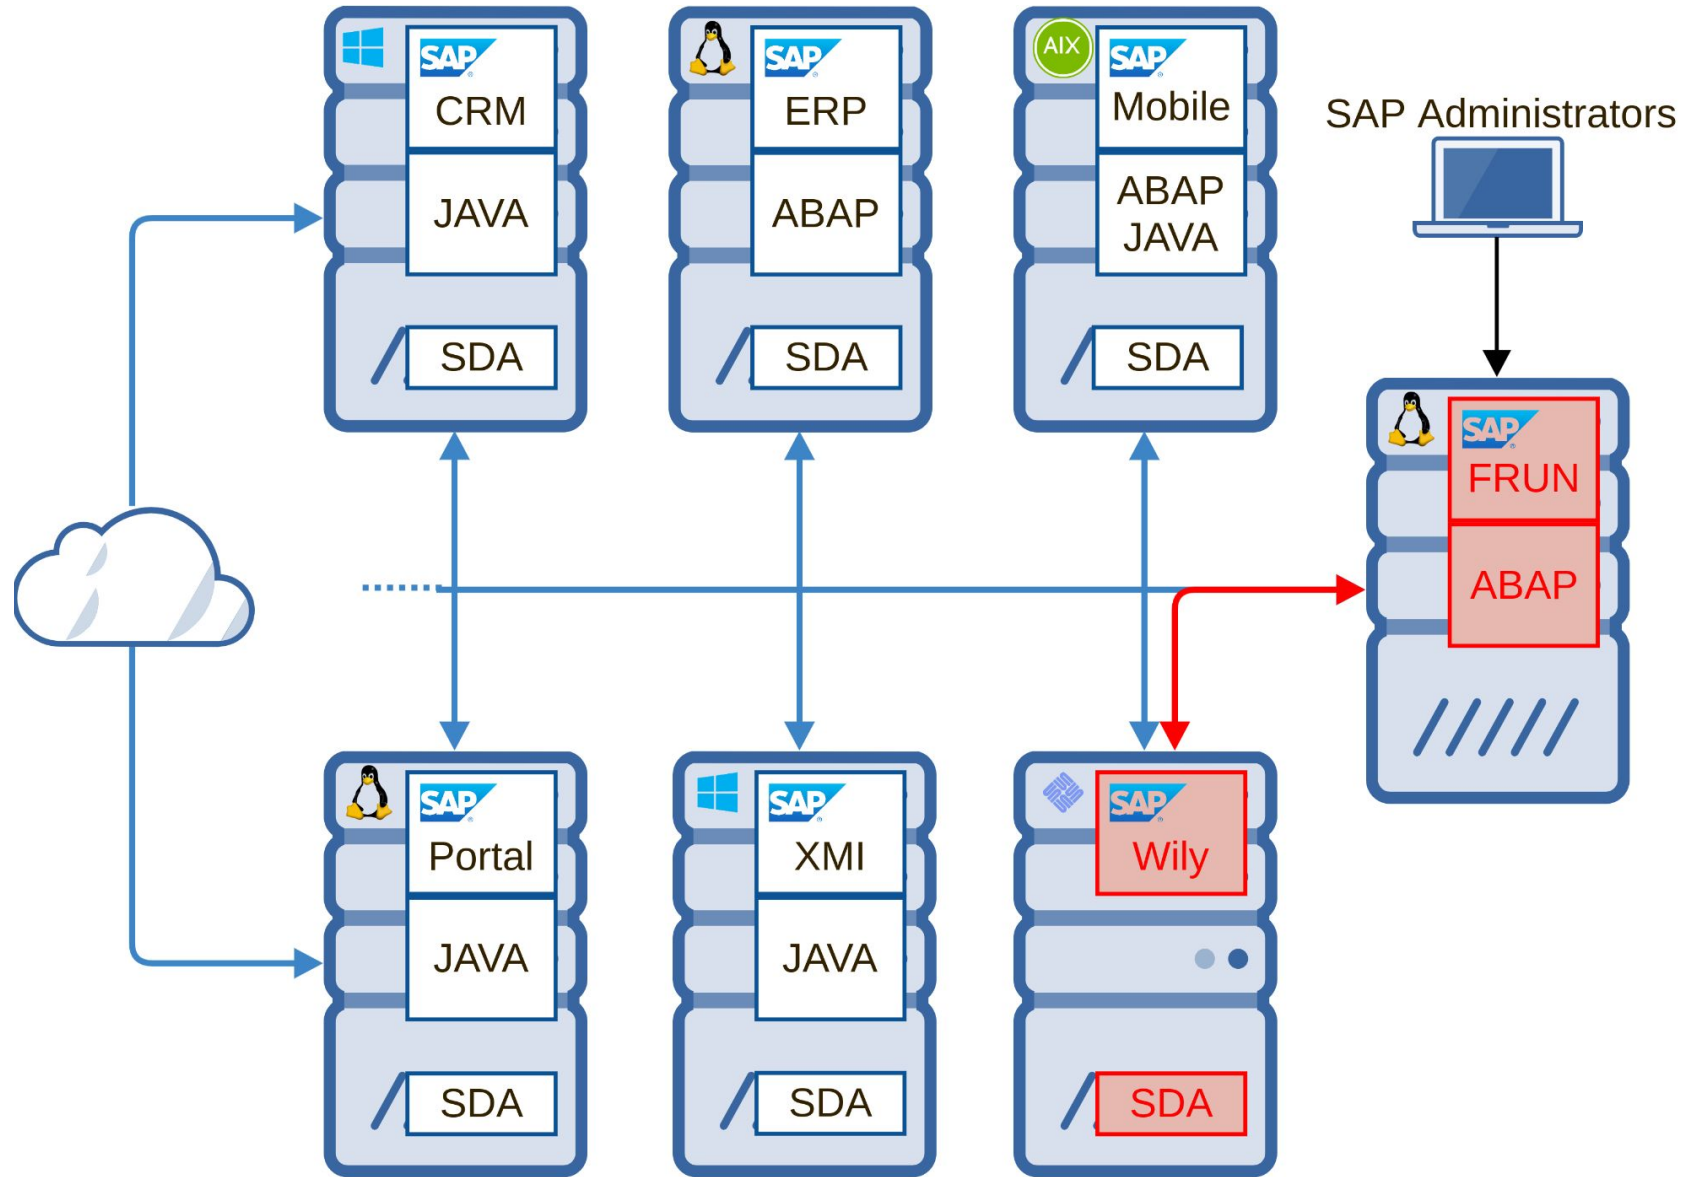 SAP
CRM
JAVA
SDA
SAP
ERP
ABAP
SDA
AIX
SAP
Mobile
ABAP
JAVA
SDA
SAP Administrators
SAP
FRUN
ABAP
SAP
Portal
JAVA
SDA
SAP
XMI
JAVA
SDA
SAP
Wily
SDA